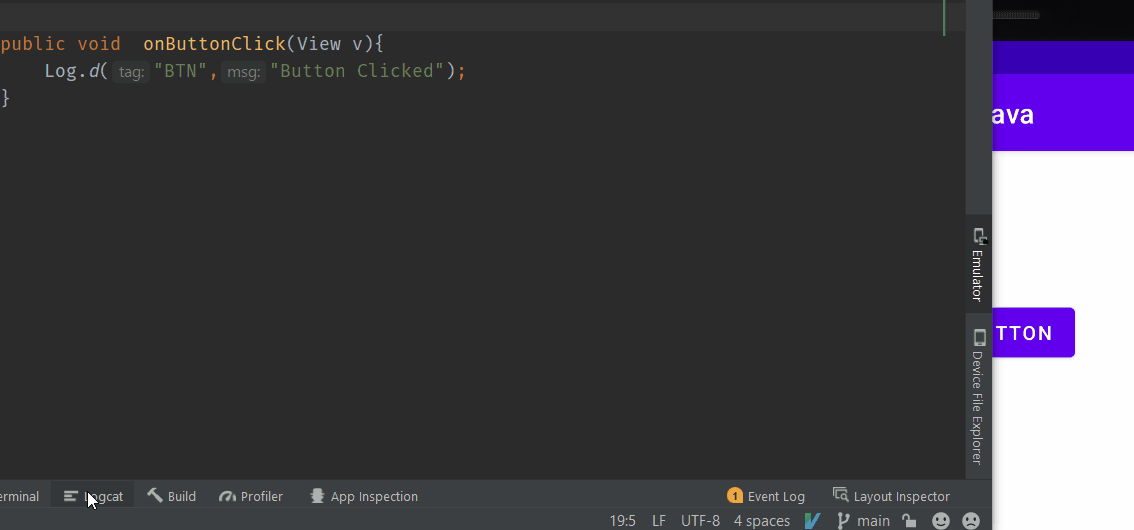 public void  onButtonClick(View v){
Log.d( tag: "BTN", msg: "Button Clicked");
}
ava
Emulator
TTON
Device File Explorer
erminal
Logcat
Build
Profiler
App Inspection
1 Event Log
Layout Inspector
19:5
LF
UTF-8
4 spaces
main